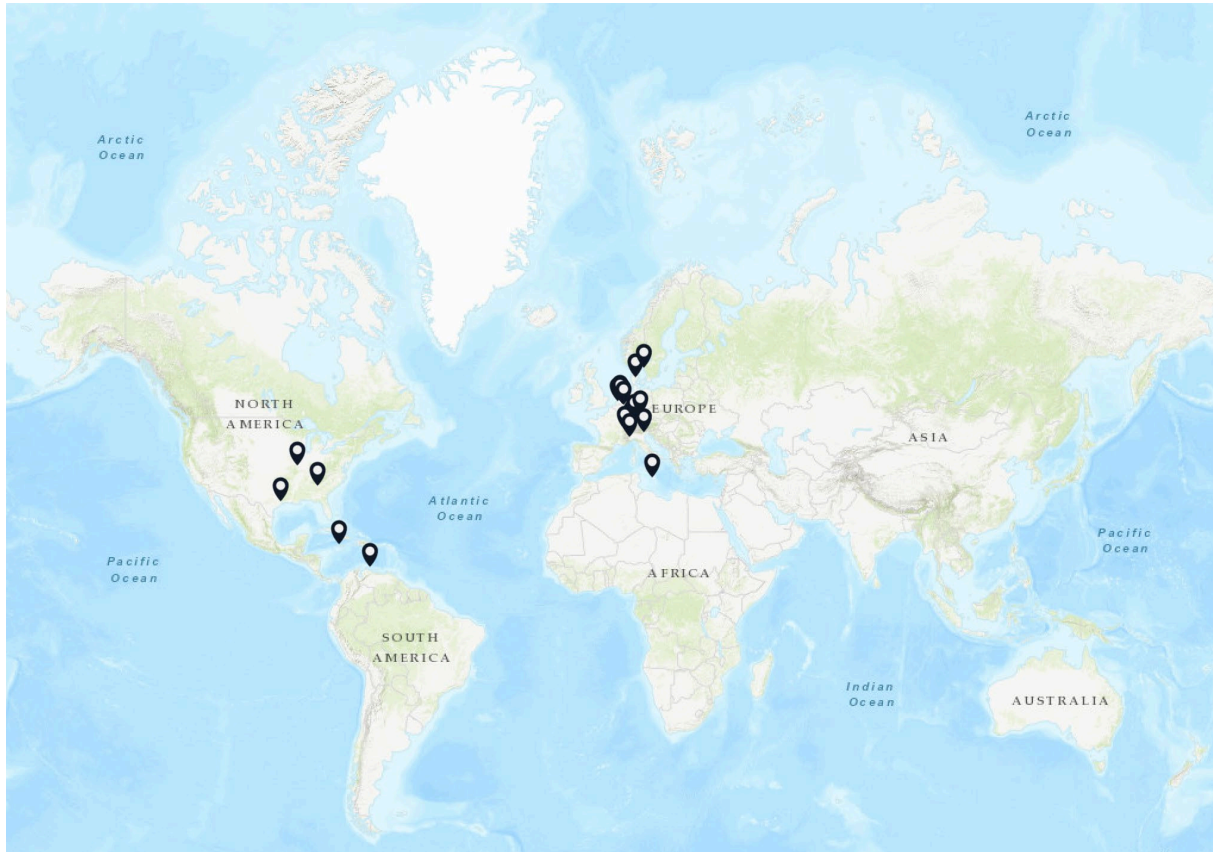 Arctic
Ocean
Arctic
Ocean
NORTH
AMERICA
EUROPE
ASIA
Atlantic
Ocean
Pacific
Ocean
Pacific
Ocean
AFRICA
SOUTH
AMERICA
Indian
Ocean
AUSTRALIA